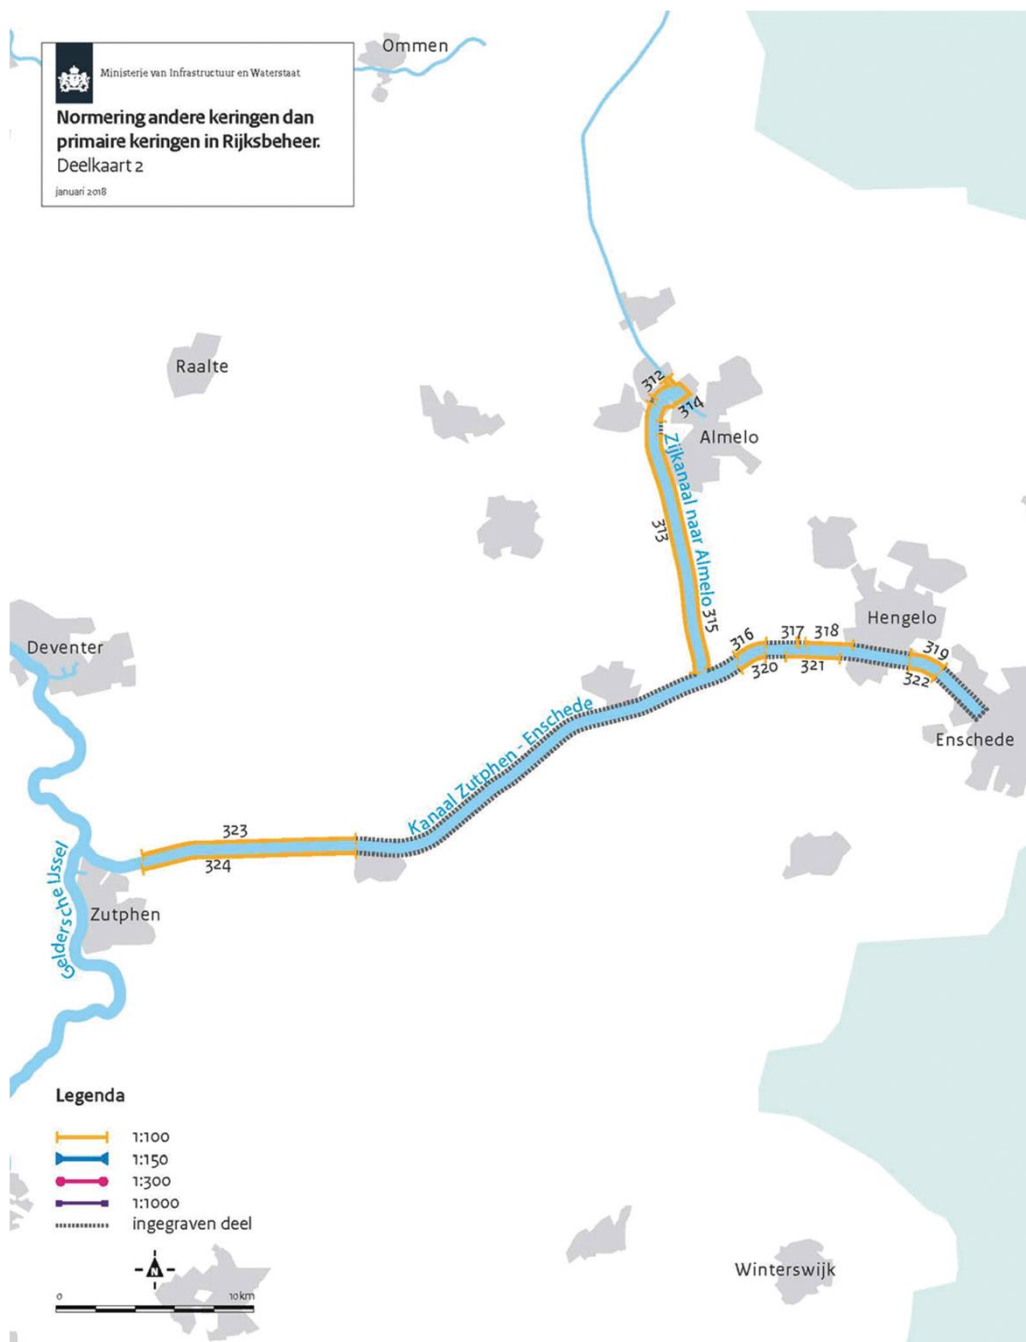 Ministerie van Infrastructuur en Waterstaat
Normering andere keringen dan
primaire keringen in Rijksbeheer.
Deelkaart 2
januari 2018
Ommen
Raalte
312
314
Almelo
Zijkanaal naar Almelo
313
315
Hengelo
316
317
318
319
320
321
322
Enschede
Deventer
Kanaal Zutphen - Enschede
323
324
Geldersche IJssel
Zutphen
Legenda
1:100
1:150
1:300
1:1000
ingegraven deel
N
0
10km
Winterswijk